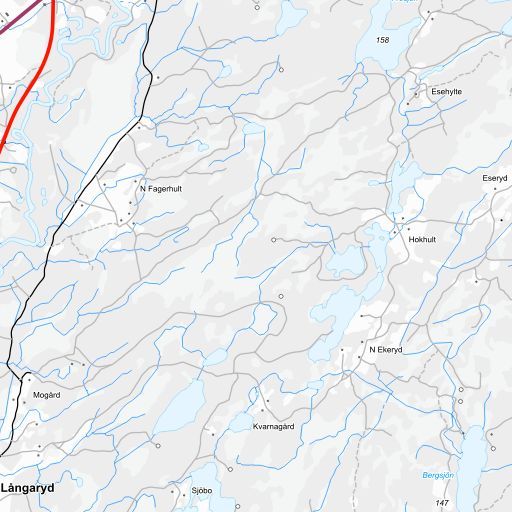 158
Esehylte
Eseryd
N Fagerhult
Hokhult
N Ekeryd
Mogård
Kvarnagård
Bergsjön
Långaryd
Sjöbo
147